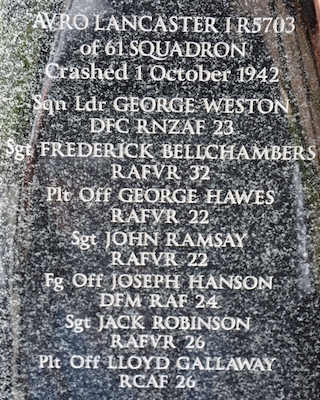 AVRO LANCASTER I R5703
of 61 SQUADRON
Crashed 1 October 1942
Sqn Ldr GEORGE WESTON
DFC RNZAF 23
Sgt FREDERICK BELLCHAMBERS
RAFVR 32
Plt Off GEORGE HAWES
RAFVR 22
Sgt JOHN RAMSAY
RAFVR 22
Fg Off JOSEPH HANSON
DFM RAF 24
Sgt JACK ROBINSON
RAFVR 26
Plt Off LLOYD GALLAWAY
RCAF 26